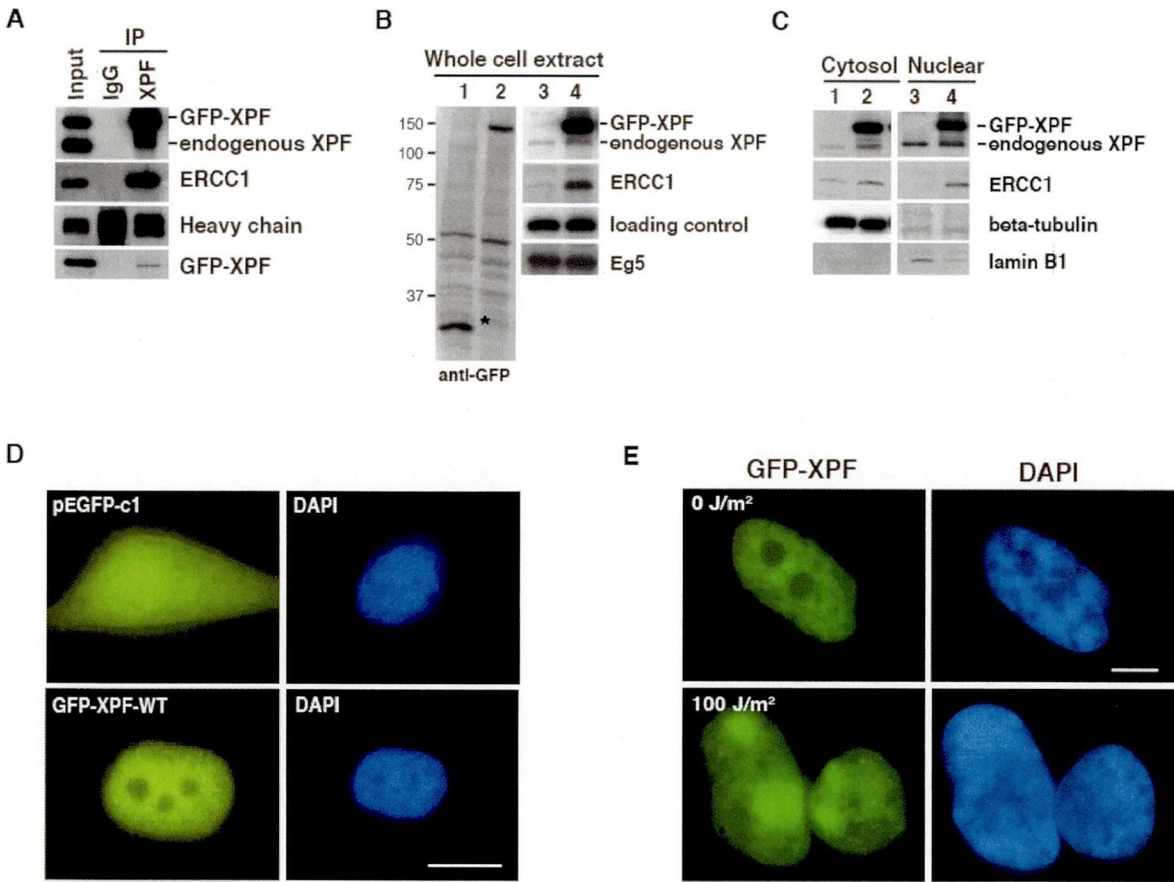 A
IP
Input
IgG
XPF
GFP-XPF
endogenous XPF
ERCC1
Heavy chain
GFP-XPF
B
Whole cell extract
1 2 3 4
150
100
75
50
37
*
anti-GFP
GFP-XPF
endogenous XPF
ERCC1
loading control
Eg5
C
Cytosol Nuclear
1 2 3 4
GFP-XPF
endogenous XPF
ERCC1
beta-tubulin
lamin B1
D
pEGFP-c1
DAPI
GFP-XPF-WT
DAPI
E
GFP-XPF DAPI
0 J/m²
100 J/m²